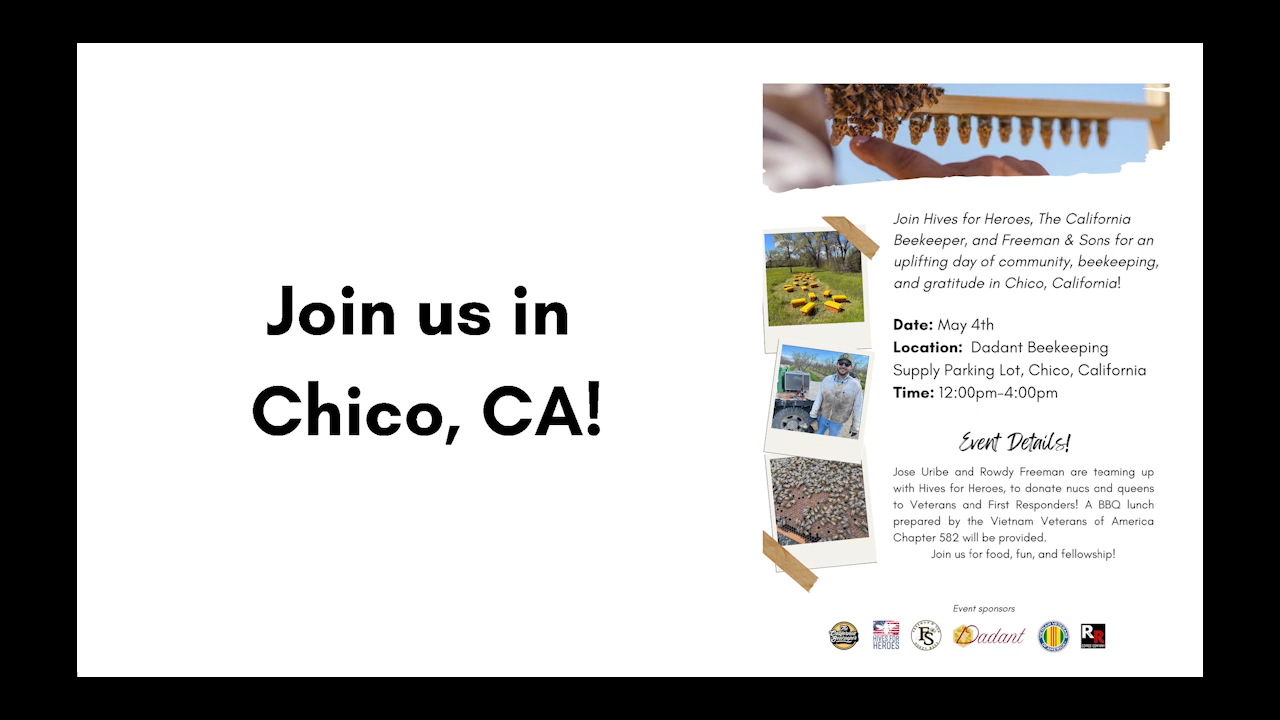 Join us in
Chico, CA!
Join Hives for Heroes, The California
Beekeeper, and Freeman & Sons for an
uplifting day of community, beekeeping,
and gratitude in Chico, California!
Date: May 4th
Location: Dadant Beekeeping
Supply Parking Lot, Chico, California
Time: 12:00pm-4:00pm
Event Details!
Jose Uribe and Rowdy Freeman are teaming up
with Hives for Heroes, to donate nucs and queens
to Veterans and First Responders! A BBQ lunch
prepared by the Vietnam Veterans of America
Chapter 582 will be provided.
Join us for food, fun, and fellowship!
Event sponsors
HIVES FOR
HEROES
FS
Dadant
RR